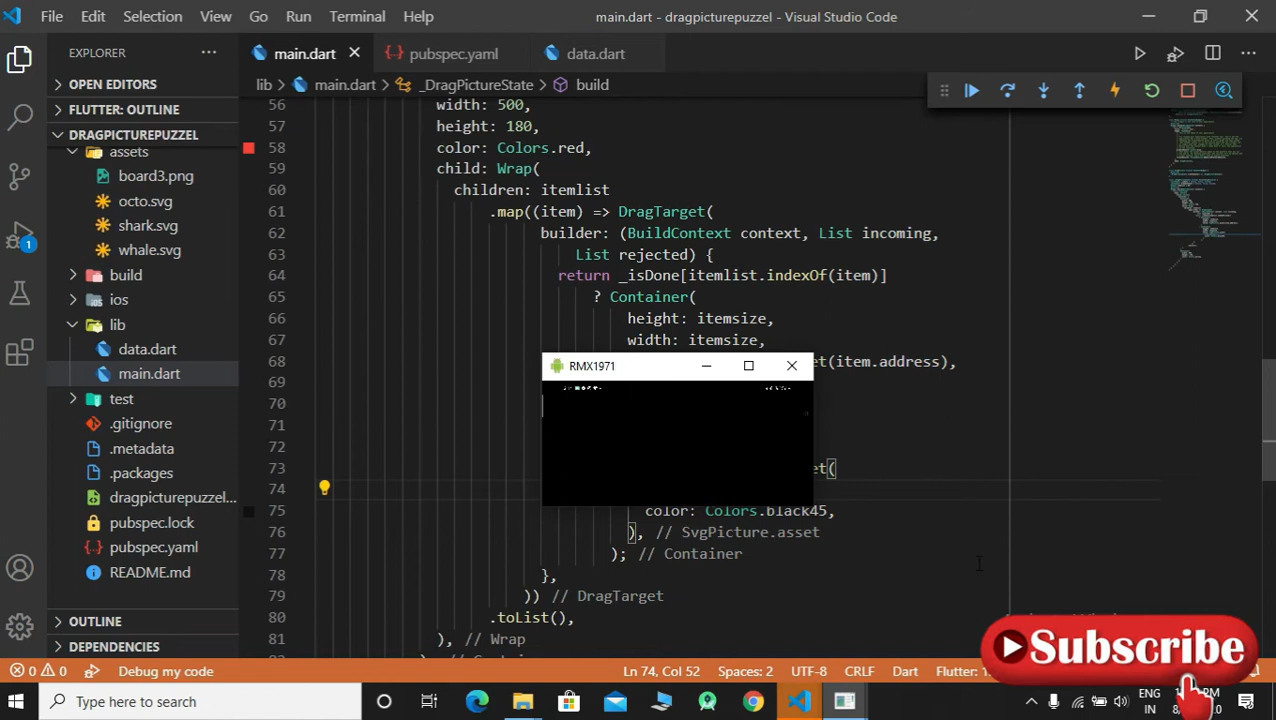 File Edit Selection View Go Run Terminal Help
main.dart - dragpicturepuzzel - Visual Studio Code
EXPLORER
OPEN EDITORS
FLUTTER: OUTLINE
DRAGPICTUREPUZZEL
assets
board3.png
octo.svg
shark.svg
whale.svg
build
ios
lib
data.dart
main.dart
test
.gitignore
.metadata
.packages
dragpicturepuzzel...
pubspec.lock
pubspec.yaml
README.md
OUTLINE
DEPENDENCIES
1
main.dart pubspec.yaml data.dart
lib > main.dart > _DragPictureState > build
56 width: 500,
57 height: 180,
58 color: Colors.red,
59 child: Wrap(
60 children: itemlist
61 .map((item) => DragTarget(
62 builder: (BuildContext context, List incoming,
63 List rejected) {
64 return _isDone[itemlist.indexOf(item)]
65 ? Container(
66 height: itemsize,
67 width: itemsize,
68 et(item.address),
69
70
71
72
73 et(
74
75 color: Colors.black45,
76 ), // SvgPicture.asset
77 ); // Container
78 },
79 )) // DragTarget
80 .toList(),
81 ), // Wrap
RMX1971
Subscribe
0 0 Debug my code
Ln 74, Col 52 Spaces: 2 UTF-8 CRLF Dart
Type here to search
ENG
IN